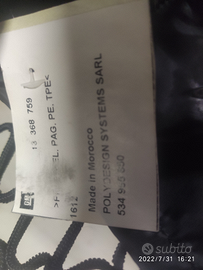 GM
13 368 759
PAG, PE, TPE<
1612
Made in Morocco
POLYDESIGN SYSTEMS SARL
subito
2022/7/31 16:21